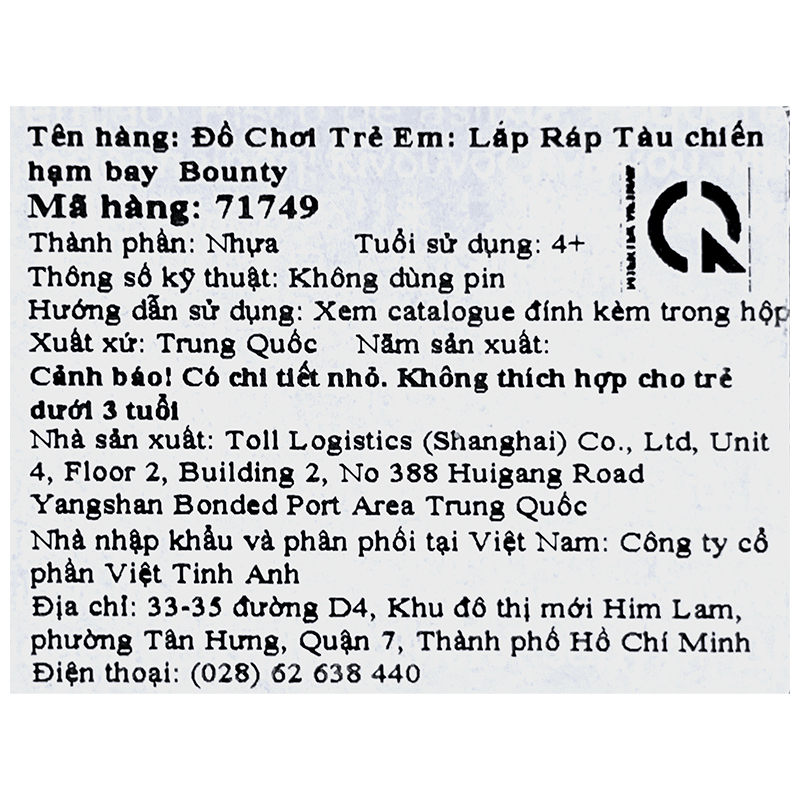 Tên hàng: Đồ Chơi Trẻ Em: Lắp Ráp Tàu chiến
hạm bay Bounty
Mã hàng: 71749
Thành phần: Nhựa Tuổi sử dụng: 4+
Thông số kỹ thuật: Không dùng pin
Hướng dẫn sử dụng: Xem catalogue đính kèm trong hộp
Xuất xứ: Trung Quốc Năm sản xuất:
Cảnh báo! Có chi tiết nhỏ. Không thích hợp cho trẻ
dưới 3 tuổi
Nhà sản xuất: Toll Logistics (Shanghai) Co., Ltd, Unit
4, Floor 2, Building 2, No 388 Huigang Road
Yangshan Bonded Port Area Trung Quốc
Nhà nhập khẩu và phân phối tại Việt Nam: Công ty cổ
phần Việt Tinh Anh
Địa chỉ: 33-35 đường D4, Khu đô thị mới Him Lam,
phường Tân Hưng, Quận 7, Thành phố Hồ Chí Minh
Điện thoại: (028) 62 638 440